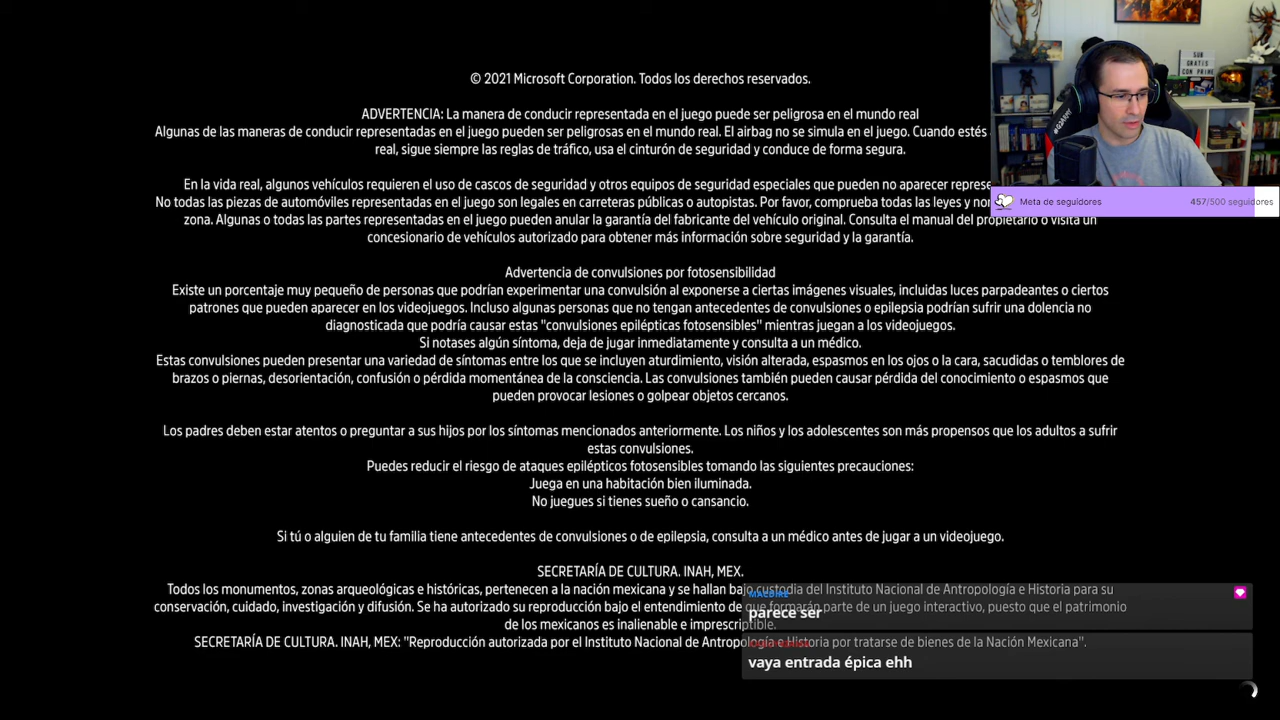 © 2021 Microsoft Corporation. Todos los derechos reservados.
ADVERTENCIA: La manera de conducir representada en el juego puede ser peligrosa en el mundo real
Algunas de las maneras de conducir representadas en el juego pueden ser peligrosas en el mundo real. El airbag no se simula en el juego. Cuando estés
real, sigue siempre las reglas de tráfico, usa el cinturón de seguridad y conduce de forma segura.
En la vida real, algunos vehículos requieren el uso de cascos de seguridad y otros equipos de seguridad especiales que pueden no aparecer
No todas las piezas de automóviles representadas en el juego son legales en carreteras públicas o autopistas. Por favor, comprueba todas las leyes y
zona. Algunas o todas las partes representadas en el juego pueden anular la garantía del fabricante del vehículo original. Consulta el manual del propietario o visita un
concesionario de vehículos autorizado para obtener más información sobre seguridad y la garantía.
Advertencia de convulsiones por fotosensibilidad
Existe un porcentaje muy pequeño de personas que podrían experimentar una convulsión al exponerse a ciertas imágenes visuales, incluidas luces parpadeantes o ciertos
patrones que pueden aparecer en los videojuegos. Incluso algunas personas que no tengan antecedentes de convulsiones o epilepsia podrían sufrir una dolencia no
diagnosticada que podría causar estas "convulsiones epilépticas fotosensibles" mientras juegan a los videojuegos.
Si notases algún síntoma, deja de jugar inmediatamente y consulta a un médico.
Estas convulsiones pueden presentar una variedad de síntomas entre los que se incluyen aturdimiento, visión alterada, espasmos en los ojos o la cara, sacudidas o temblores de
brazos o piernas, desorientación, confusión o pérdida momentánea de la consciencia. Las convulsiones también pueden causar pérdida del conocimiento o espasmos que
pueden provocar lesiones o golpear objetos cercanos.
Los padres deben estar atentos o preguntar a sus hijos por los síntomas mencionados anteriormente. Los niños y los adolescentes son más propensos que los adultos a sufrir
estas convulsiones.
Puedes reducir el riesgo de ataques epilépticos fotosensibles tomando las siguientes precauciones:
Juega en una habitación bien iluminada.
No juegues si tienes sueño o cansancio.
Si tú o alguien de tu familia tiene antecedentes de convulsiones o de epilepsia, consulta a un médico antes de jugar a un videojuego.
SECRETARÍA DE CULTURA. INAH, MEX.
Todos los monumentos, zonas arqueológicas e históricas, pertenecen a la nación mexicana y se hallan bajo custodia del Instituto Nacional de Antropología e Historia para su
conservación, cuidado, investigación y difusión. Se ha autorizado su reproducción bajo el entendimiento de que formarán parte de un juego interactivo, puesto que el patrimonio
de los mexicanos es inalienable e imprescriptible.
SECRETARÍA DE CULTURA. INAH, MEX: "Reproducción autorizada por el Instituto Nacional de Antropología e Historia por tratarse de bienes de la Nación Mexicana".
SUB
GRATIS
CON PRIME
Meta de seguidores 457/500 seguidores
parece ser
vaya entrada épica ehh